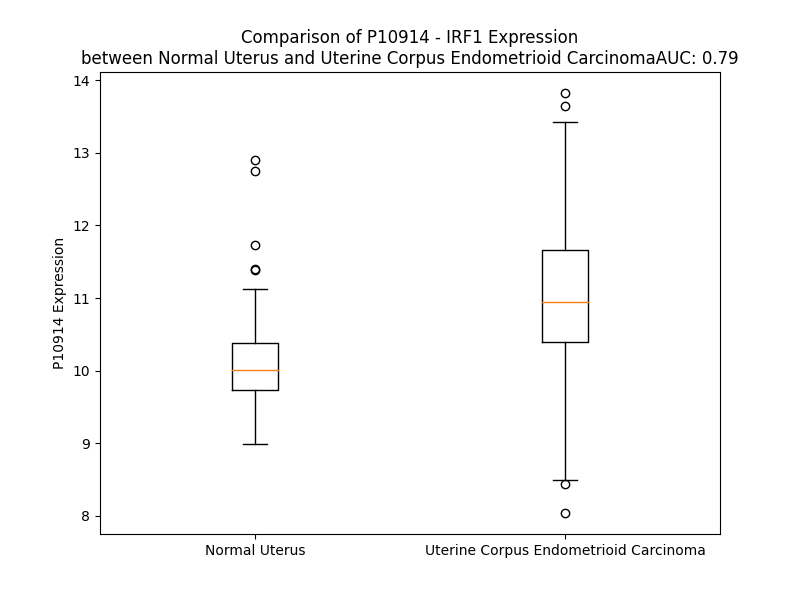 Comparison of P10914 - IRF1 Expression
between Normal Uterus and Uterine Corpus Endometrioid CarcinomaAUC: 0.79
14
13
12
11
10
9
8
P10914 Expression
Normal Uterus
Uterine Corpus Endometrioid Carcinoma